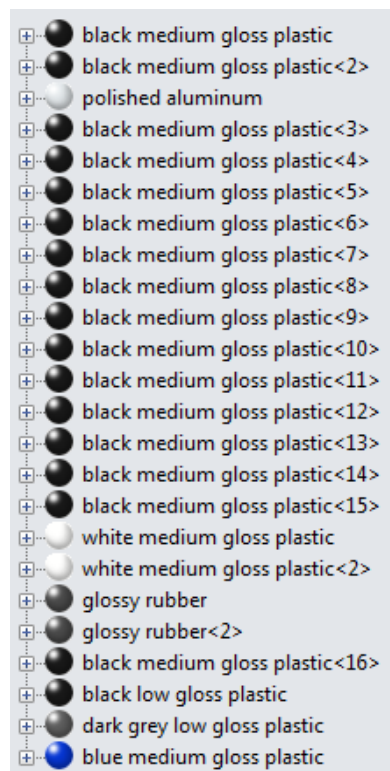 black medium gloss plastic
black medium gloss plastic<2>
polished aluminum
black medium gloss plastic<3>
black medium gloss plastic<4>
black medium gloss plastic<5>
black medium gloss plastic<6>
black medium gloss plastic<7>
black medium gloss plastic<8>
black medium gloss plastic<9>
black medium gloss plastic<10>
black medium gloss plastic<11>
black medium gloss plastic<12>
black medium gloss plastic<13>
black medium gloss plastic<14>
black medium gloss plastic<15>
white medium gloss plastic
white medium gloss plastic<2>
glossy rubber
glossy rubber<2>
black medium gloss plastic<16>
black low gloss plastic
dark grey low gloss plastic
blue medium gloss plastic